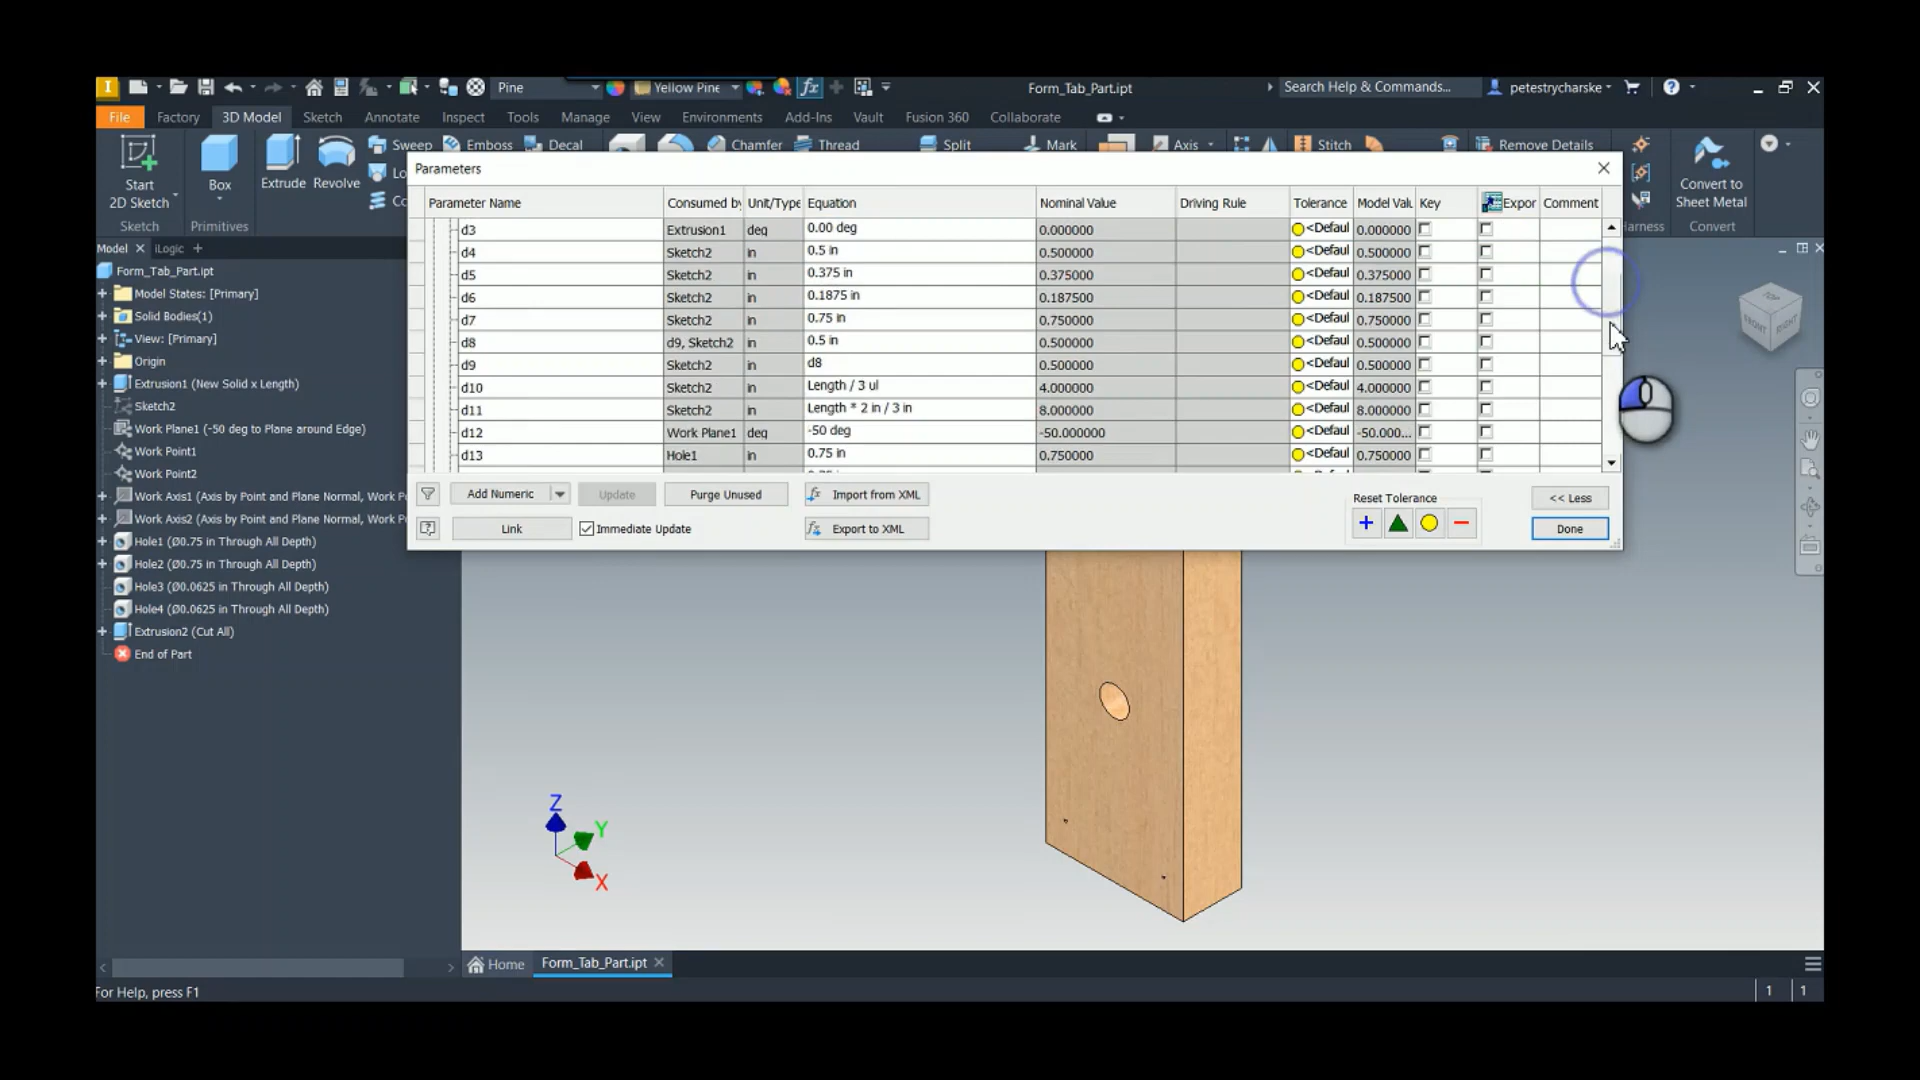 Pine
Yellow Pine
fx
Form_Tab_Part.ipt
Search Help & Commands...
petestrycharske
File
Factory
3D Model
Sketch
Annotate
Inspect
Tools
Manage
View
Environments
Add-Ins
Vault
Fusion 360
Collaborate
Start
2D Sketch
Box
Extrude
Revolve
Sweep
Emboss
Decal
Chamfer
Thread
Split
Mark
Axis
Stitch
Remove Details
Convert to
Sheet Metal
Sketch
Primitives
Harness
Convert
Parameters
Parameter Name Consumed by Unit/Type Equation Nominal Value Driving Rule Tolerance Model Valu Key Expor Comment
d3 Extrusion1 deg 0.00 deg 0.000000 <Defaul 0.000000
d4 Sketch2 in 0.5 in 0.500000 <Defaul 0.500000
d5 Sketch2 in 0.375 in 0.375000 <Defaul 0.375000
d6 Sketch2 in 0.1875 in 0.187500 <Defaul 0.187500
d7 Sketch2 in 0.75 in 0.750000 <Defaul 0.750000
d8 d9, Sketch2 in 0.5 in 0.500000 <Defaul 0.500000
d9 Sketch2 in d8 0.500000 <Defaul 0.500000
d10 Sketch2 in Length / 3 ul 4.000000 <Defaul 4.000000
d11 Sketch2 in Length * 2 in / 3 in 8.000000 <Defaul 8.000000
d12 Work Plane1 deg -50 deg -50.000000 <Defaul -50.000...
d13 Hole1 in 0.75 in 0.750000 <Defaul 0.750000
Add Numeric
Update
Purge Unused
Import from XML
Reset Tolerance
<< Less
Link
Immediate Update
Export to XML
Done
Model
iLogic
Form_Tab_Part.ipt
Model States: [Primary]
Solid Bodies(1)
View: [Primary]
Origin
Extrusion1 (New Solid x Length)
Sketch2
Work Plane1 (-50 deg to Plane around Edge)
Work Point1
Work Point2
Work Axis1 (Axis by Point and Plane Normal, Work P
Work Axis2 (Axis by Point and Plane Normal, Work P
Hole1 (Ø0.75 in Through All Depth)
Hole2 (Ø0.75 in Through All Depth)
Hole3 (Ø0.0625 in Through All Depth)
Hole4 (Ø0.0625 in Through All Depth)
Extrusion2 (Cut All)
End of Part
TOP
FRONT
RIGHT
Z
Y
X
Home
Form_Tab_Part.ipt
For Help, press F1
1
1